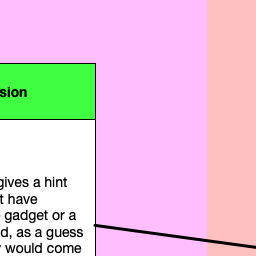 sion
gives a hint
t have
gadget or a
d, as a guess
would come